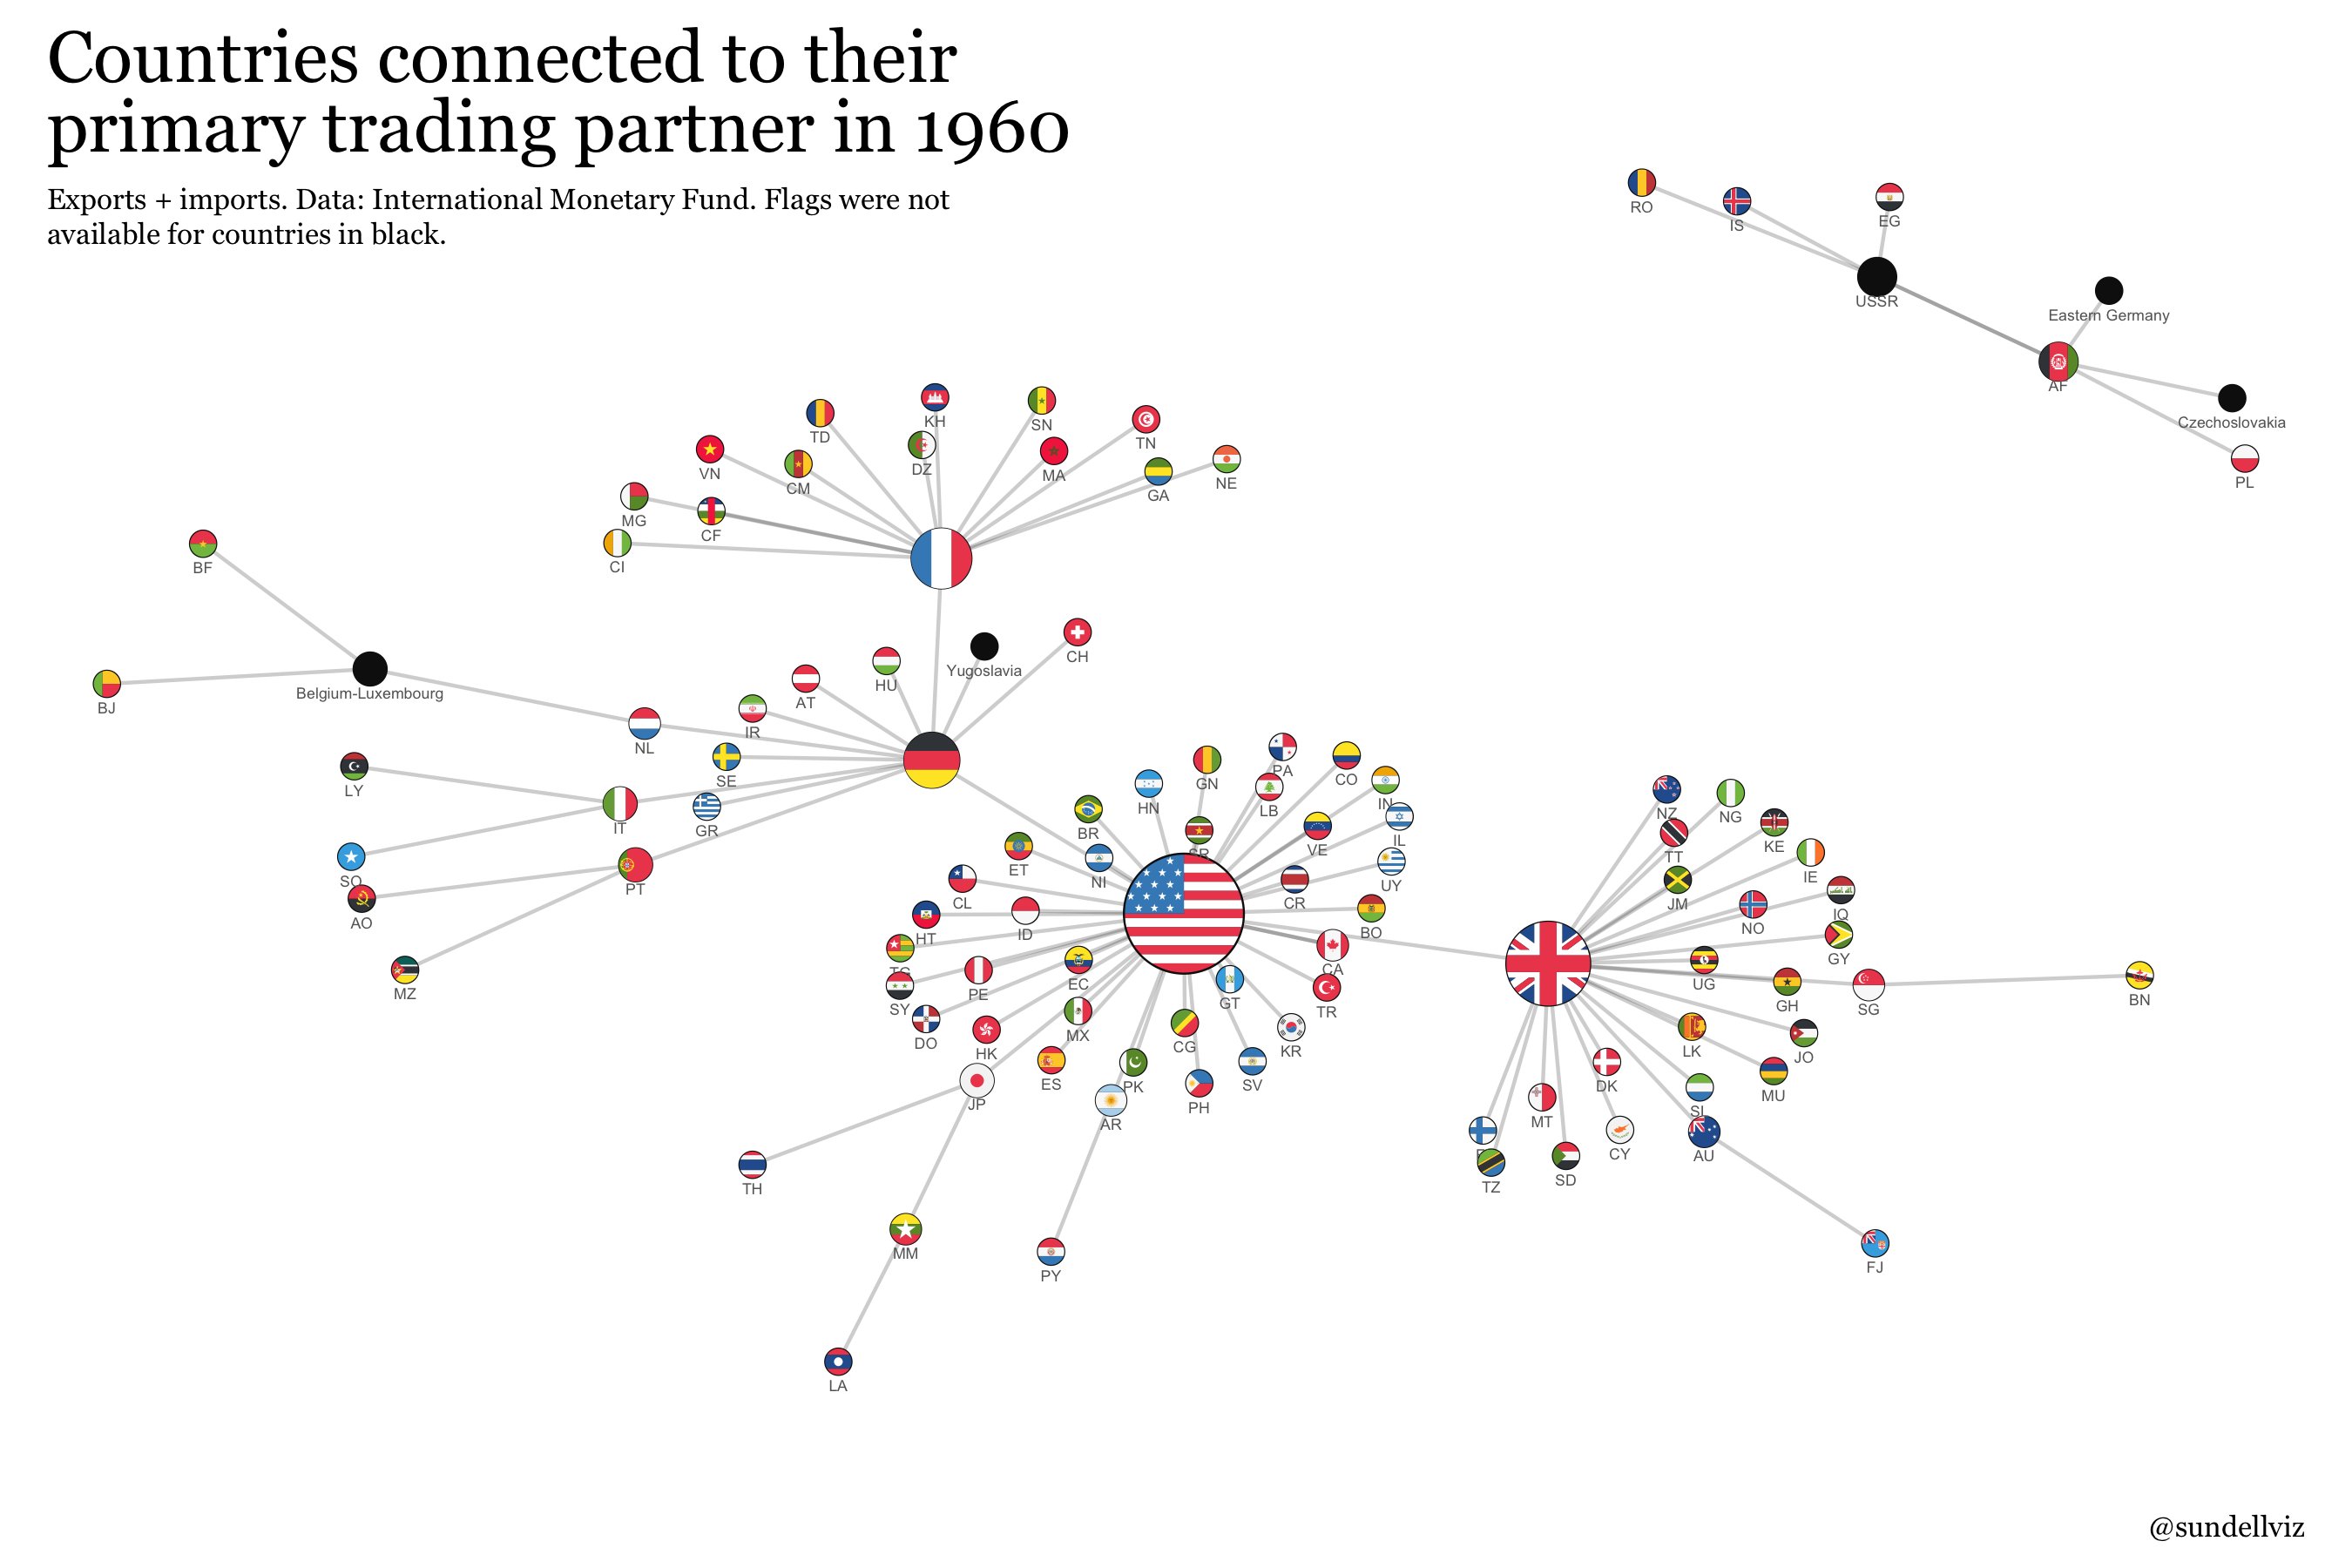 Countries connected to their
primary trading partner in 1960
Exports + imports. Data: International Monetary Fund. Flags were not
available for countries in black.
RO
IS
EG
USSR
Eastern Germany
AF
Czechoslovakia
PL
KH
SN
TN
TD
DZ
MA
VN
CM
GA
NE
MG
CF
CI
BF
BJ
Belgium-Luxembourg
NL
HU
Yugoslavia
CH
AT
IR
SE
LY
IT
GR
SO
AO
PT
MZ
GN
PA
CO
HN
LB
IN
BR
SR
VE
IL
ET
NI
UY
CL
CR
HT
ID
BO
TG
CA
SY
PE
EC
GT
TR
DO
HK
MX
CG
KR
JP
ES
PK
PH
SV
AR
TH
MM
PY
LA
NZ
NG
TT
KE
JM
IE
NO
IQ
GY
UG
GH
SG
BN
LK
JO
DK
MU
MT
SL
CY
AU
TZ
SD
FJ
@sundellviz